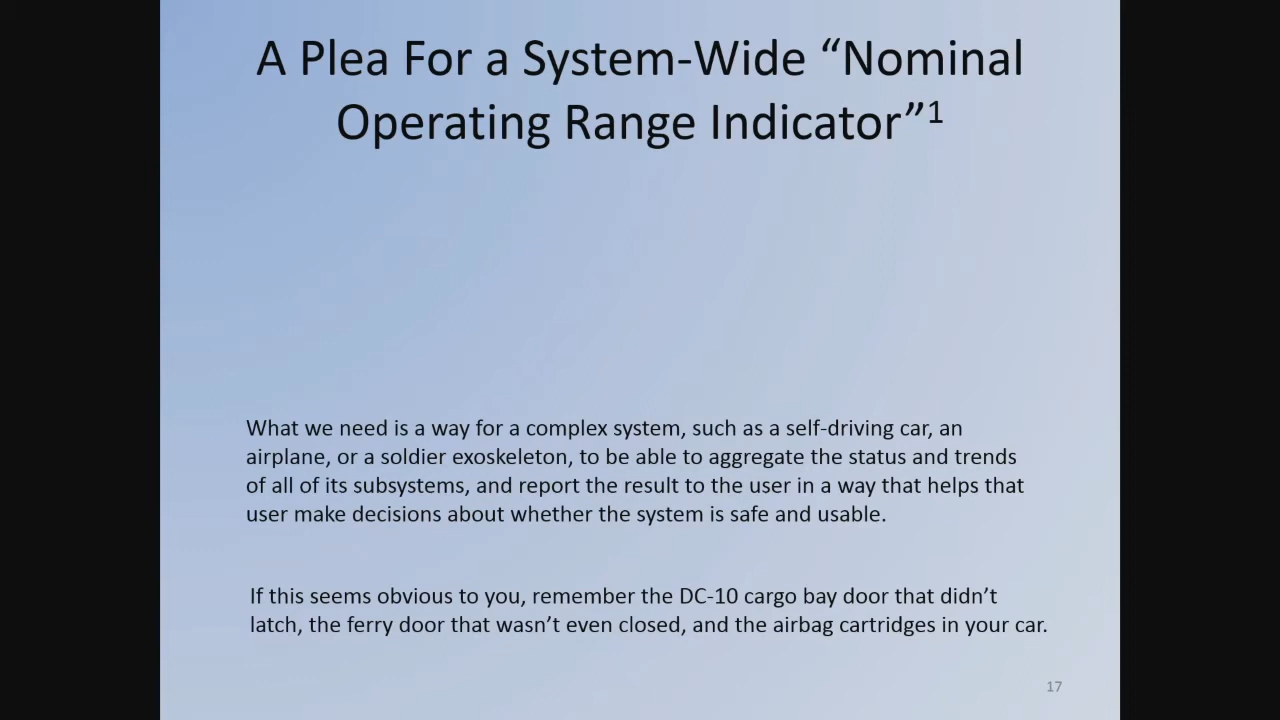 A Plea For a System-Wide “Nominal
Operating Range Indicator”¹
What we need is a way for a complex system, such as a self-driving car, an
airplane, or a soldier exoskeleton, to be able to aggregate the status and trends
of all of its subsystems, and report the result to the user in a way that helps that
user make decisions about whether the system is safe and usable.
If this seems obvious to you, remember the DC-10 cargo bay door that didn’t
latch, the ferry door that wasn’t even closed, and the airbag cartridges in your car.
17